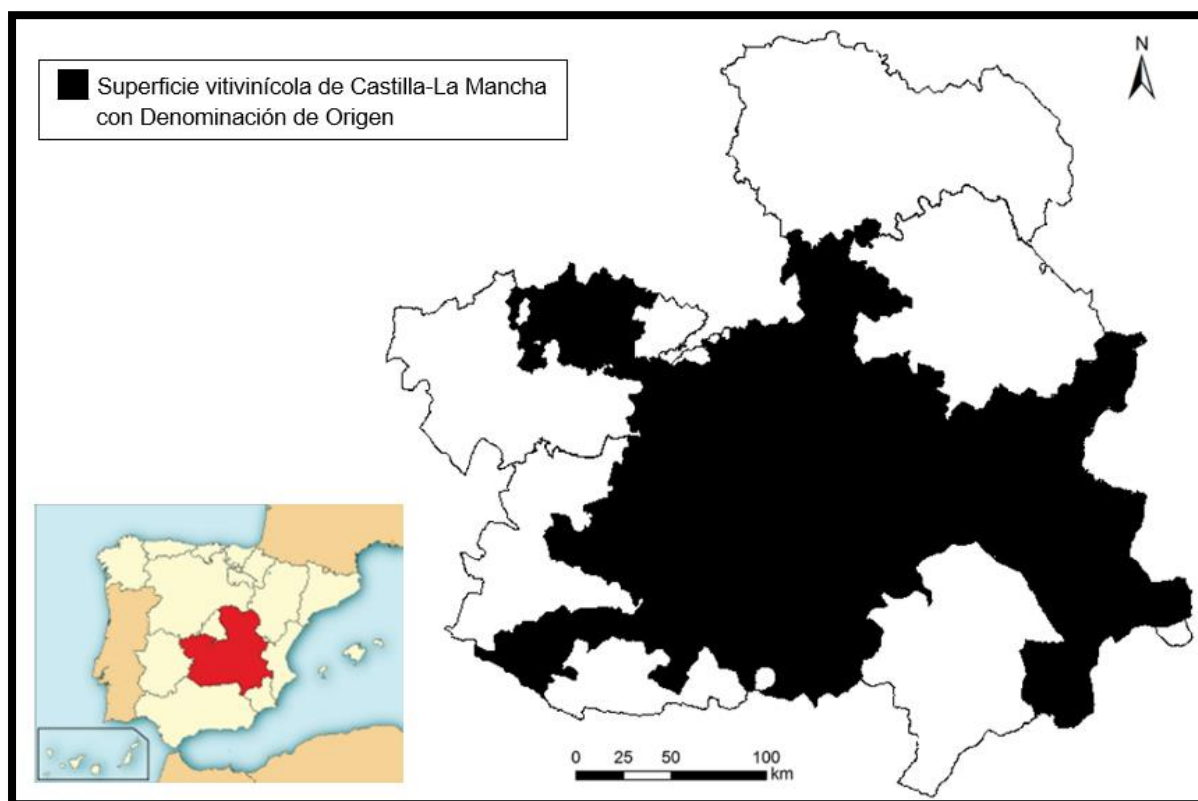 Superficie vitivinícola de Castilla-La Mancha
con Denominación de Origen
N
0 25 50 100
km